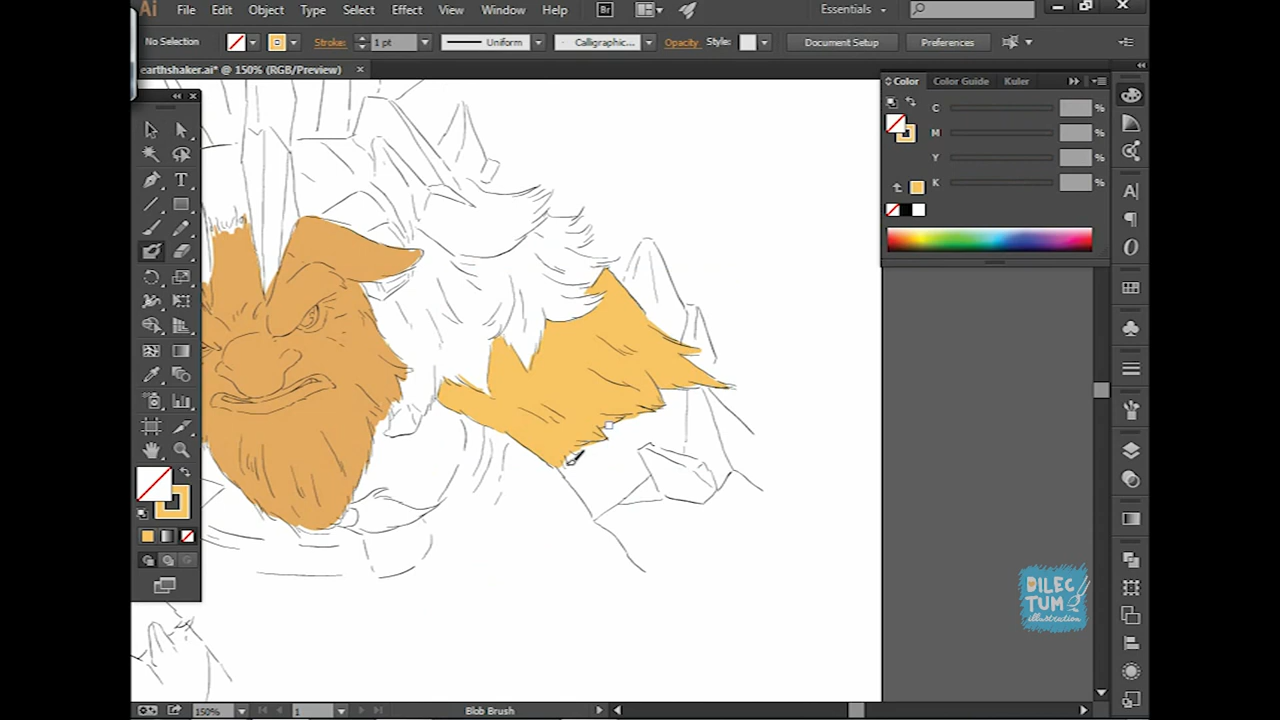 Ai File Edit Object Type Select Effect View Window Help Br Essentials
No Selection Stroke: 1 pt Uniform Calligraphic... Opacity Style: Document Setup Preferences
earthshaker.ai* @ 150% (RGB/Preview)
Color Color Guide Kuler
C %
M %
Y %
K %
DILEC
TUM
illustration
150% 1 Blob Brush